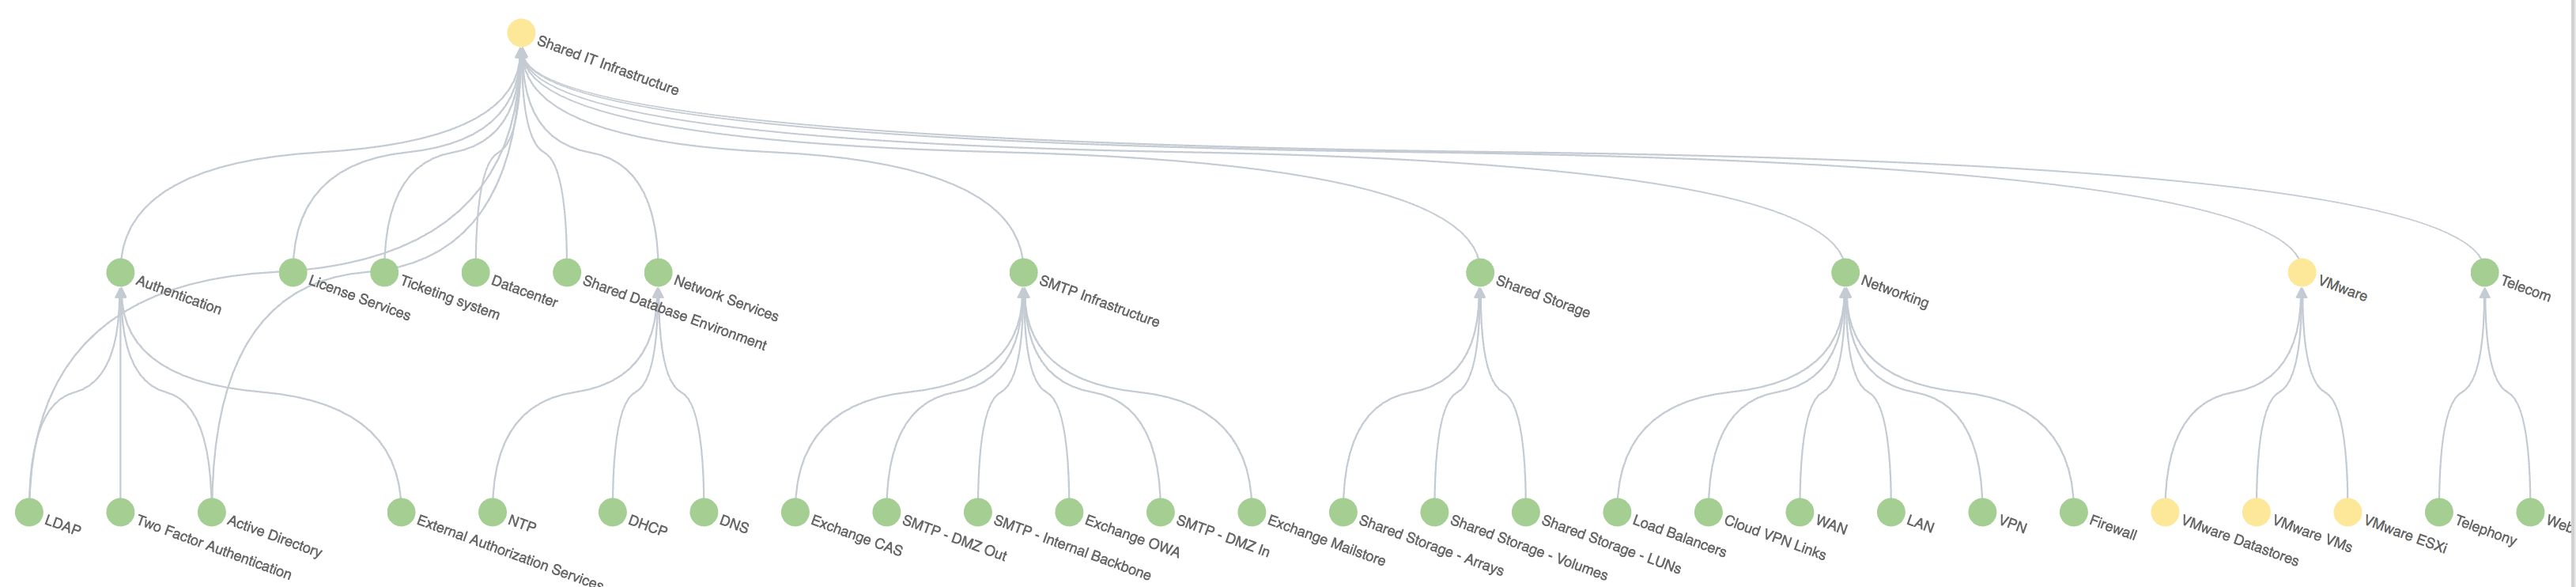 Shared IT Infrastructure
Authentication
License Services
Ticketing system
Datacenter
Shared Database Environment
Network Services
SMTP Infrastructure
Shared Storage
Networking
VMware
Telecom
LDAP
Two Factor Authentication
Active Directory
External Authorization Services
NTP
DHCP
DNS
Exchange CAS
SMTP - DMZ Out
SMTP - Internal Backbone
Exchange OWA
SMTP - DMZ In
Exchange Mailstore
Shared Storage - Arrays
Shared Storage - Volumes
Shared Storage - LUNs
Load Balancers
Cloud VPN Links
WAN
LAN
VPN
Firewall
VMware Datastores
VMware VMs
VMware ESXi
Telephony